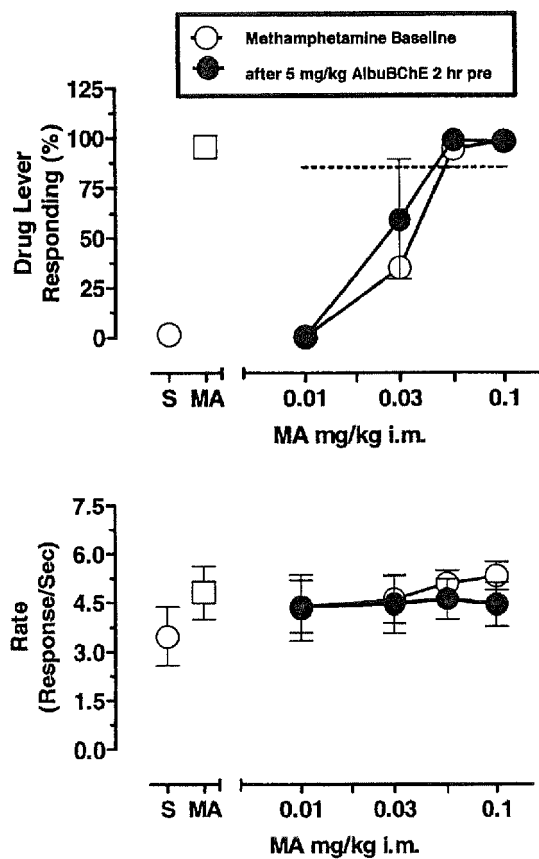 Methamphetamine Baseline
after 5 mg/kg AlbuBChE 2 hr pre
Drug Lever
Responding (%)
125
100
75
50
25
0
S MA 0.01 0.03 0.1
MA mg/kg i.m.
Rate
(Response/Sec)
7.5
6.0
4.5
3.0
1.5
0.0
S MA 0.01 0.03 0.1
MA mg/kg i.m.